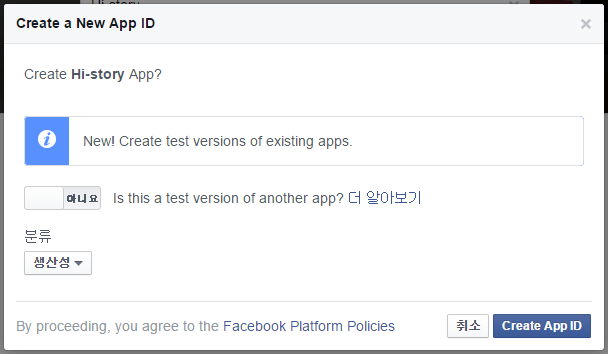 Create a New App ID
Create Hi-story App?
New! Create test versions of existing apps.
아니요 Is this a test version of another app? 더 알아보기
분류
생산성
By proceeding, you agree to the Facebook Platform Policies 취소 Create App ID